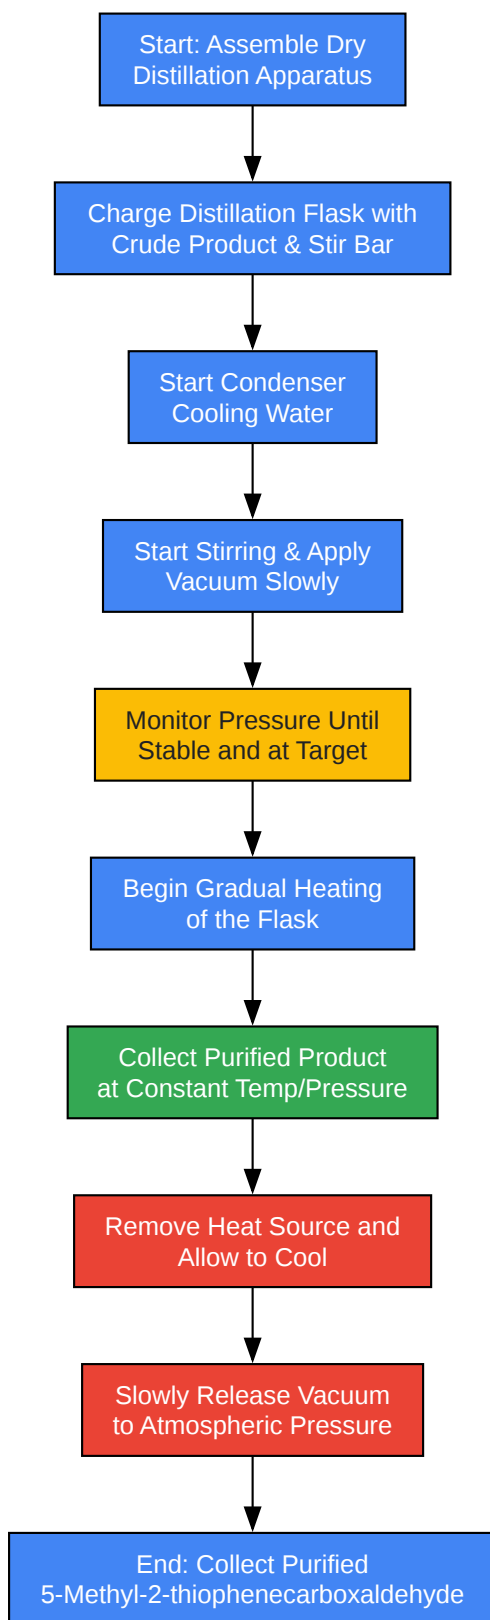 Start: Assemble Dry
Distillation Apparatus
Charge Distillation Flask with
Crude Product & Stir Bar
Start Condenser
Cooling Water
Start Stirring & Apply
Vacuum Slowly
Monitor Pressure Until
Stable and at Target
Begin Gradual Heating
of the Flask
Collect Purified Product
at Constant Temp/Pressure
Remove Heat Source and
Allow to Cool
Slowly Release Vacuum
to Atmospheric Pressure
End: Collect Purified
5-Methyl-2-thiophenecarboxaldehyde